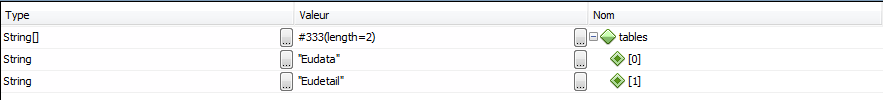 Type Valeur Nom
String[] ... #333(length=2) ... tables
String ... "Eudata" ... [0]
String ... "Eudetail" ... [1]